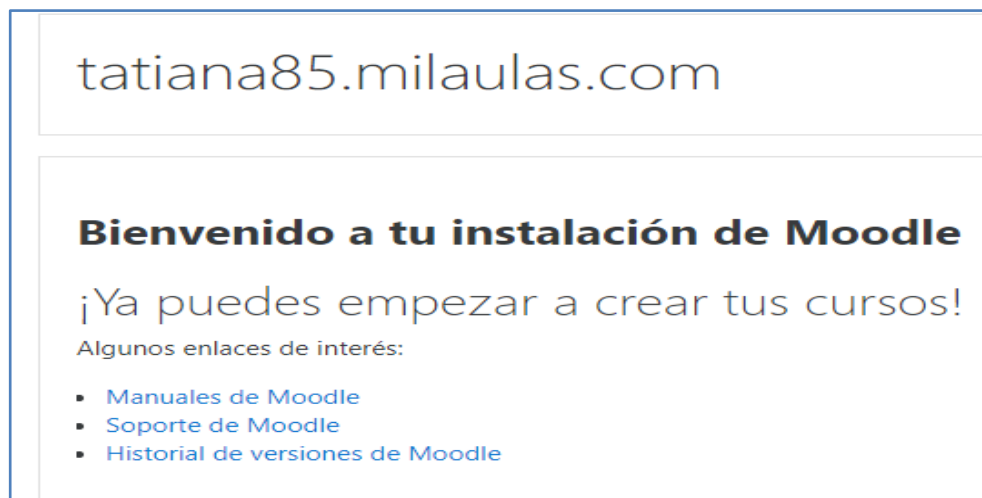 tatiana85.milaulas.com
Bienvenido a tu instalación de Moodle
¡Ya puedes empezar a crear tus cursos!
Algunos enlaces de interés:
Manuales de Moodle
Soporte de Moodle
Historial de versiones de Moodle